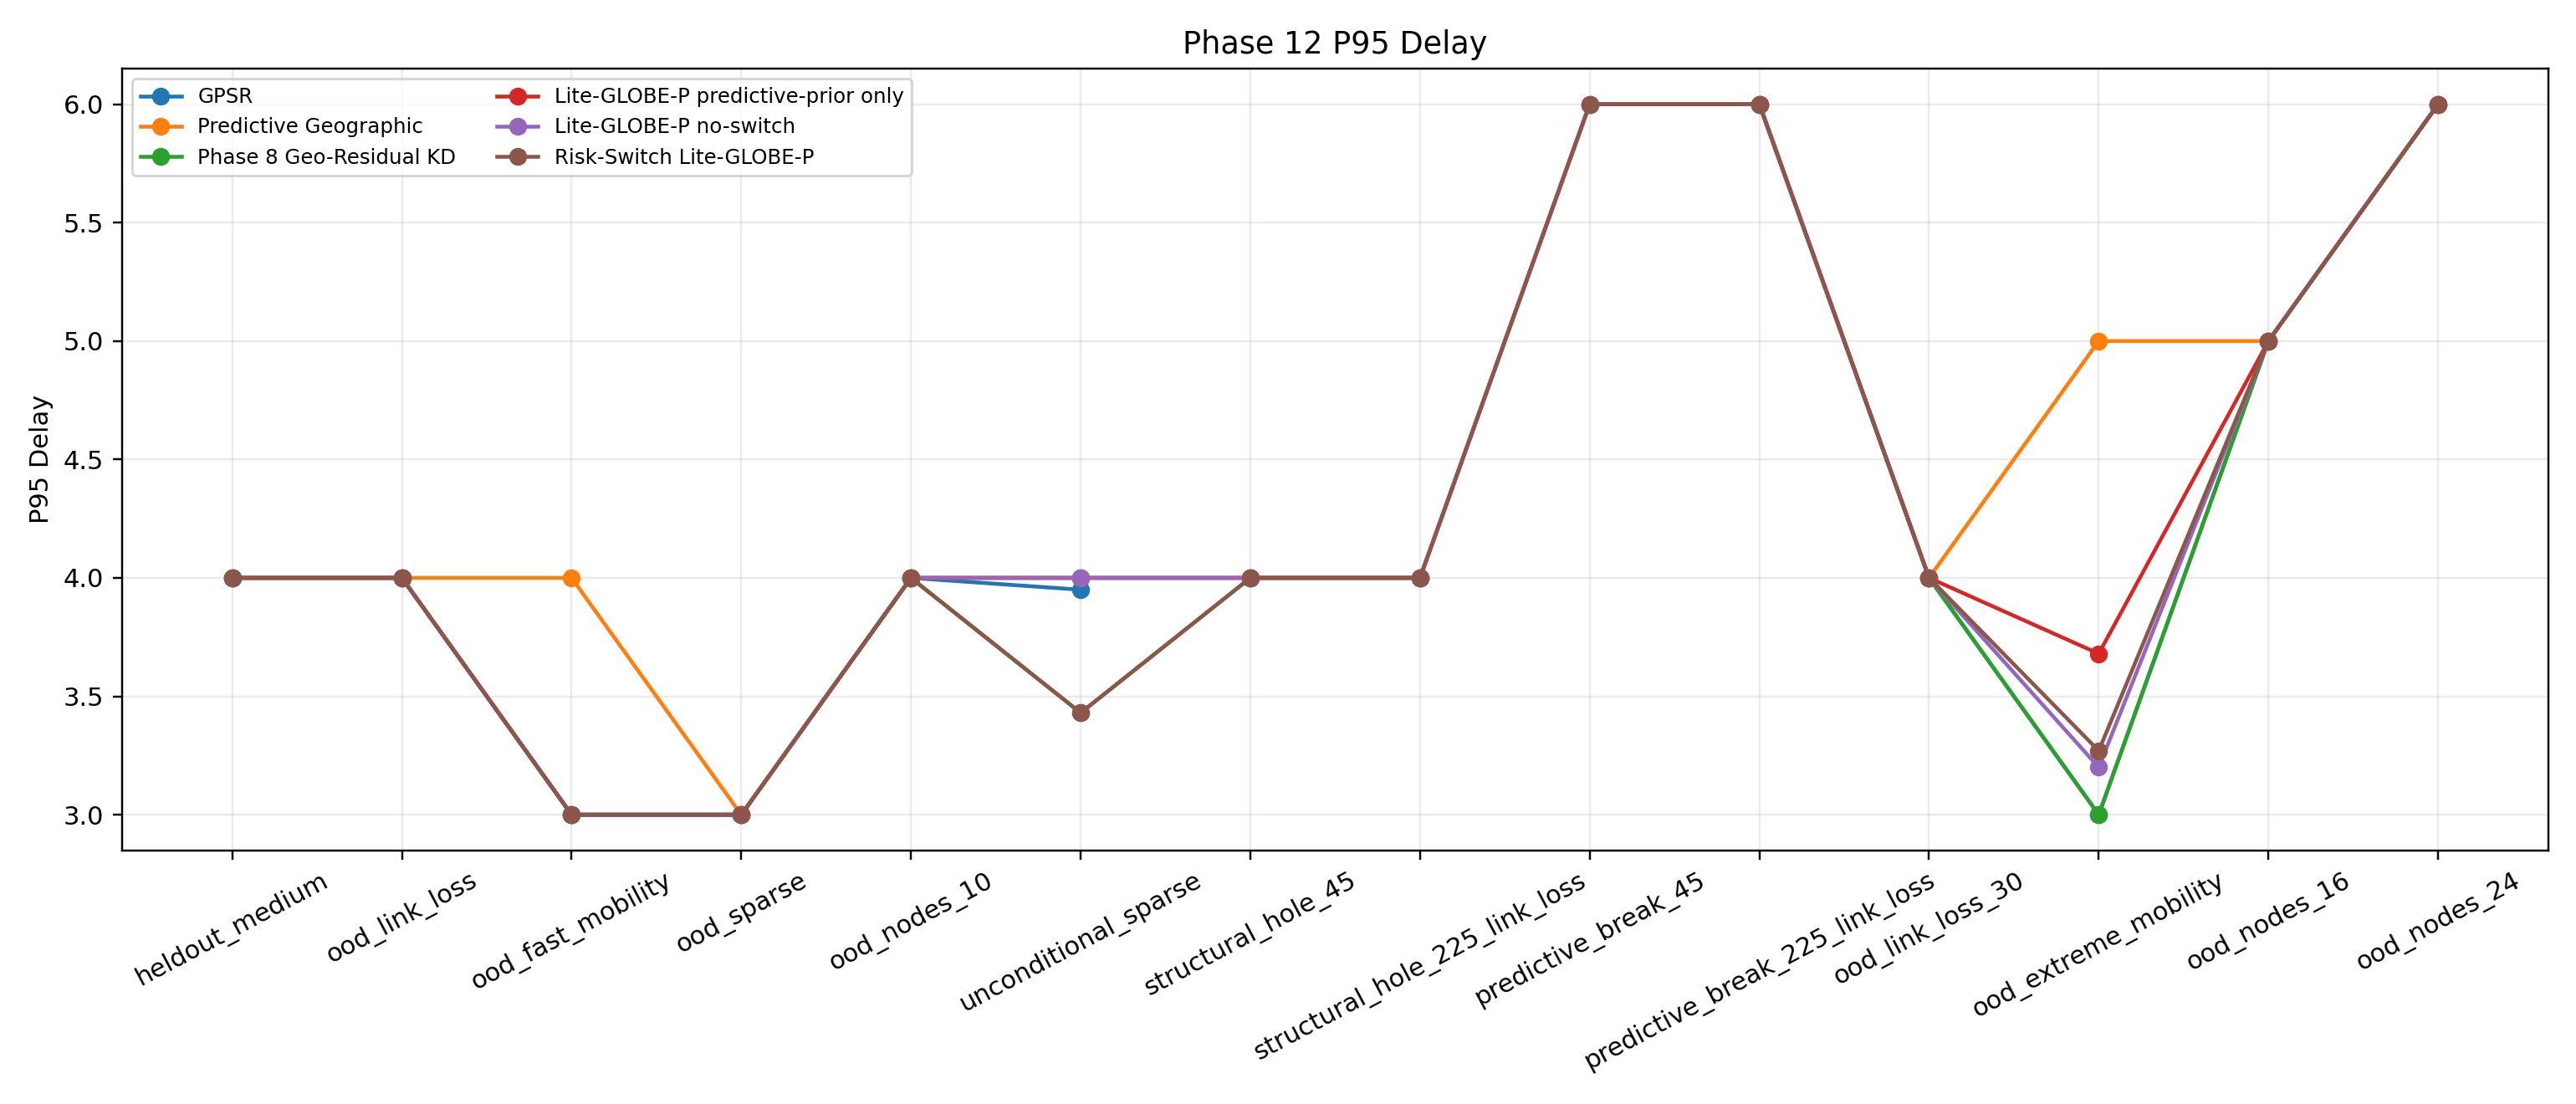 Phase 12 P95 Delay
GPSR
Predictive Geographic
Phase 8 Geo-Residual KD
Lite-GLOBE-P predictive-prior only
Lite-GLOBE-P no-switch
Risk-Switch Lite-GLOBE-P
P95 Delay
6.0
5.5
5.0
4.5
4.0
3.5
3.0
heldout_medium
ood_link_loss
ood_fast_mobility
ood_sparse
ood_nodes_10
unconditional_sparse
structural_hole_45
structural_hole_225_link_loss
predictive_break_45
predictive_break_225_link_loss
ood_link_loss_30
ood_extreme_mobility
ood_nodes_16
ood_nodes_24